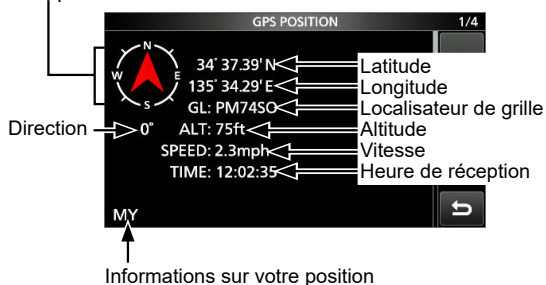 GPS POSITION 1/4
N
W E
S
34°37.39'N Latitude
135°34.29'E Longitude
GL: PM74SO Localisateur de grille
Direction 0° ALT: 75ft Altitude
SPEED: 2.3mph Vitesse
TIME: 12:02:35 Heure de réception
MY
Informations sur votre position